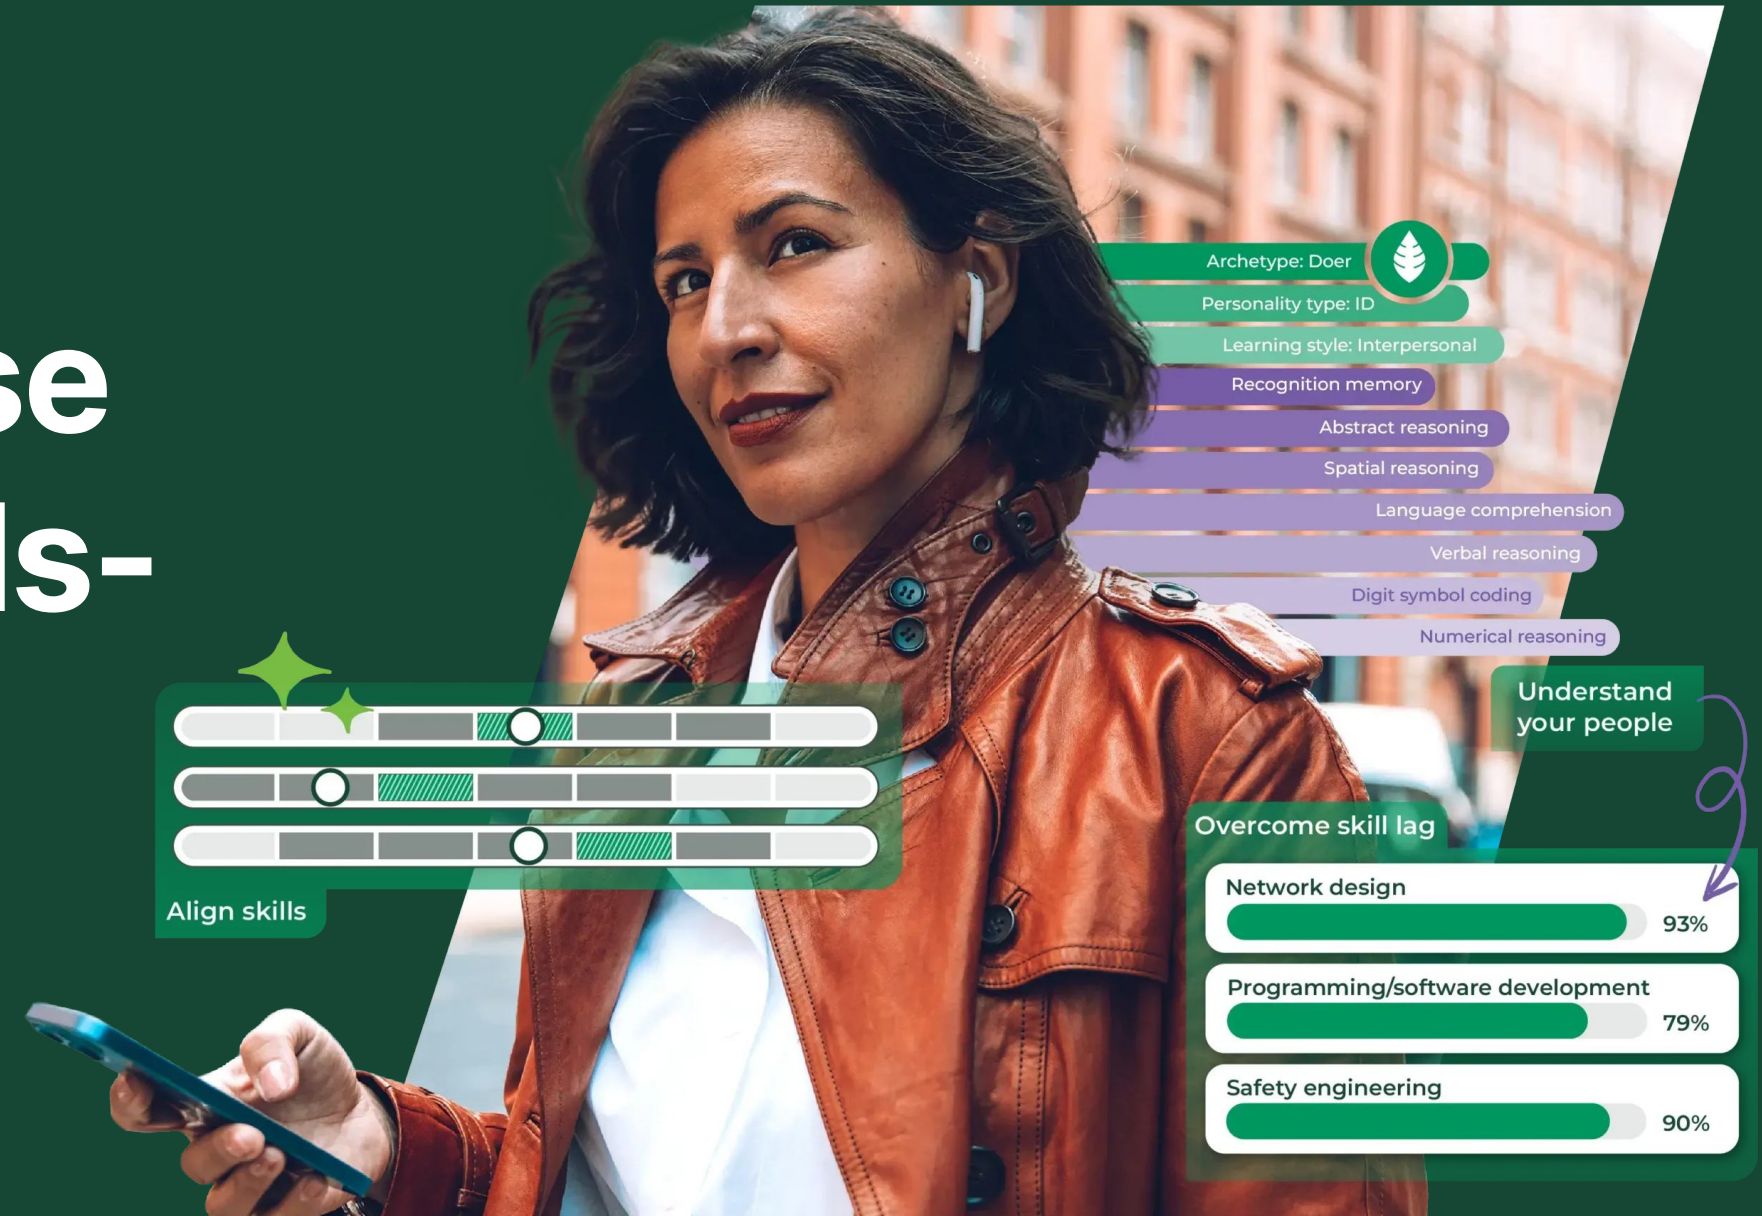 se
ls-
Archetype: Doer
Personality type: ID
Learning style: Interpersonal
Recognition memory
Abstract reasoning
Spatial reasoning
Language comprehension
Verbal reasoning
Digit symbol coding
Numerical reasoning
Understand
your people
Align skills
Overcome skill lag
Network design
93%
Programming/software development
79%
Safety engineering
90%